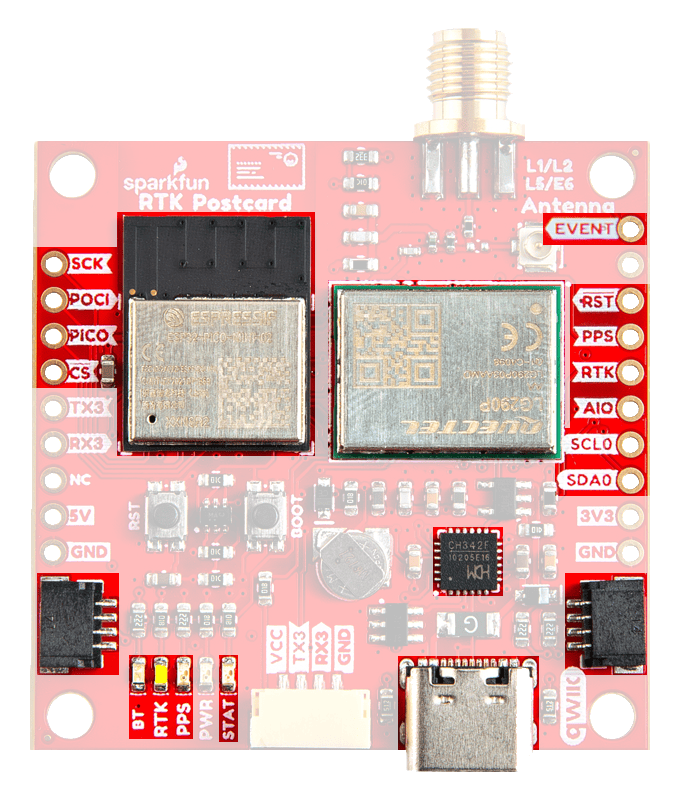 sparkfun
RTK Postcard
L1/L2
L5/E6
Antenna
EVENT
SCK
POCI
PICO
CS
TX3
RX3
NC
5V
GND
RST
PPS
RTK
AIO
SCL0
SDA0
3V3
GND
ESPRESSIF
CE
LG290P
QUECTEL
RST
BOOT
CH342F
VCC
TX3
RX3
GND
BT
RTK
PPS
PWR
STAT
qwiic